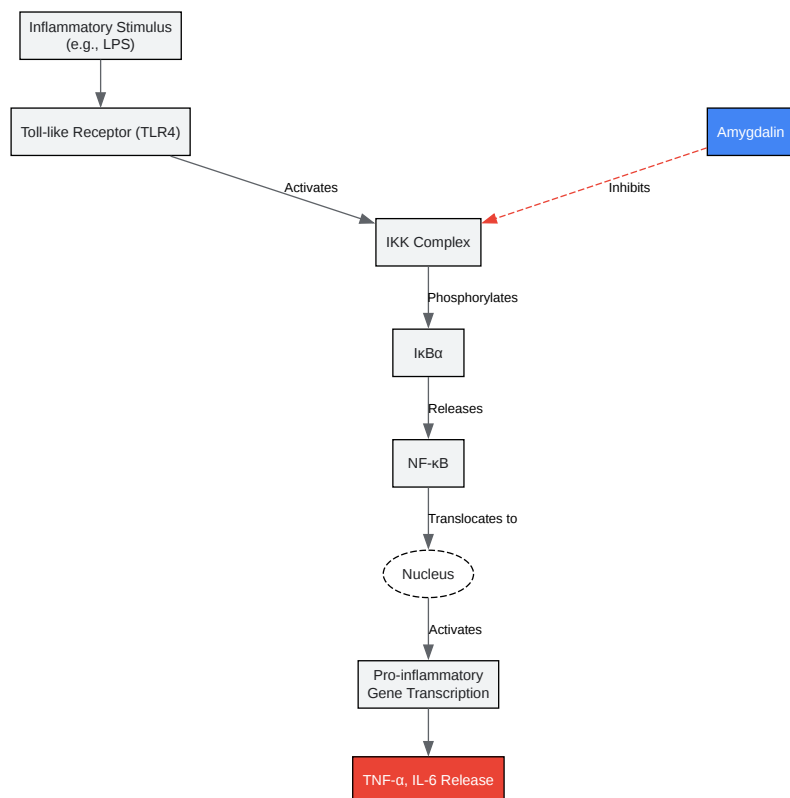 Inflammatory Stimulus
(e.g., LPS)
Toll-like Receptor (TLR4)
Amygdalin
Activates
Inhibits
IKK Complex
Phosphorylates
IκBα
Releases
NF-κB
Translocates to
Nucleus
Activates
Pro-inflammatory
Gene Transcription
TNF-α, IL-6 Release